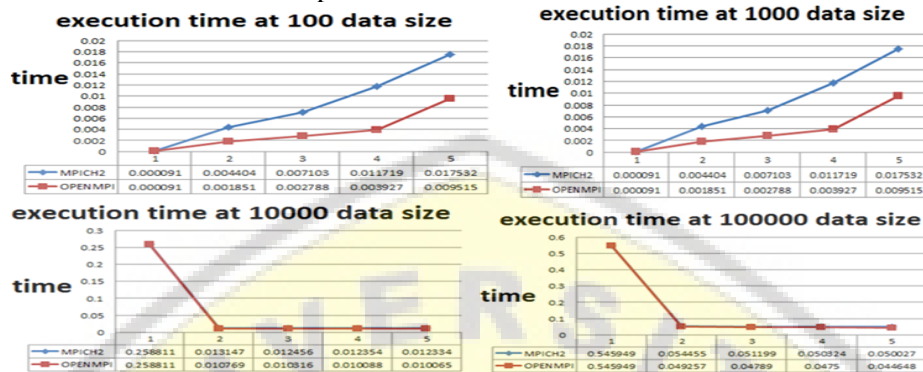 execution time at 100 data size
time
0.02
0.018
0.016
0.014
0.012
0.01
0.008
0.006
0.004
0.002
0
1 2 3 4 5
MPICH2 0.000091 0.004404 0.007103 0.011719 0.017532
OPENMPI 0.000091 0.001851 0.002788 0.003927 0.009515
execution time at 1000 data size
time
0.02
0.018
0.016
0.014
0.012
0.01
0.008
0.006
0.004
0.002
0
1 2 3 4 5
MPICH2 0.000091 0.004404 0.007103 0.011719 0.017532
OPENMPI 0.000091 0.001851 0.002788 0.003927 0.009515
execution time at 10000 data size
time
0.3
0.25
0.2
0.15
0.1
0.05
0
1 2 3 4 5
MPICH2 0.258811 0.013147 0.012456 0.012354 0.012334
OPENMPI 0.258811 0.010769 0.010316 0.010088 0.010065
execution time at 100000 data size
time
0.6
0.5
0.4
0.3
0.2
0.1
0
1 2 3 4 5
MPICH2 0.545949 0.054455 0.051199 0.050324 0.050027
OPENMPI 0.545949 0.049257 0.04789 0.0475 0.044648
VERS